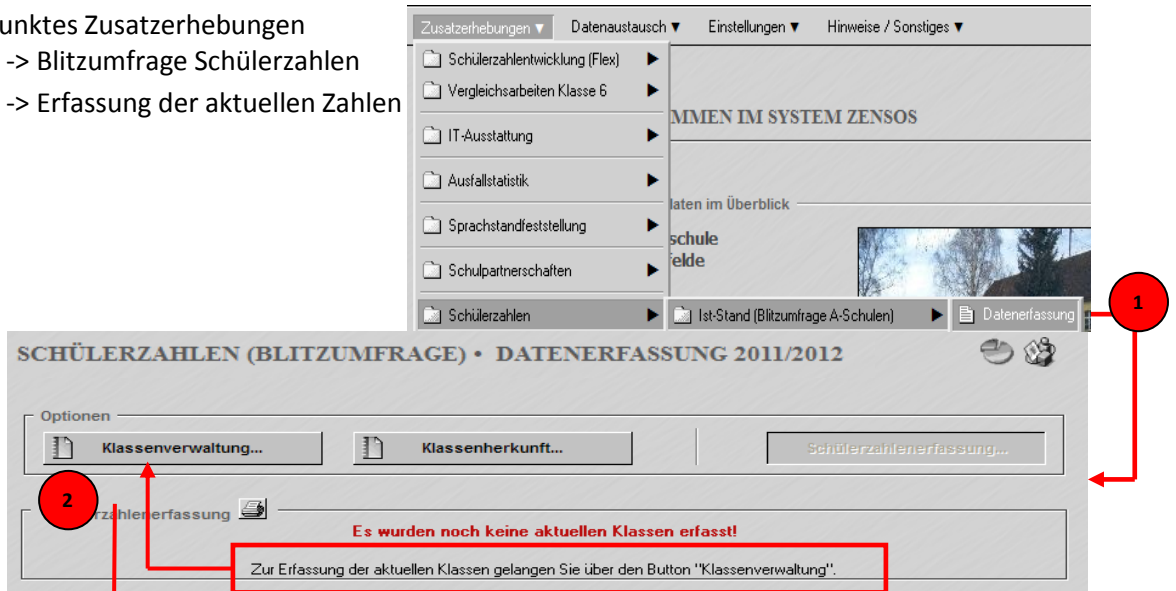 unktes Zusatzerhebungen
-> Blitzumfrage Schülerzahlen
-> Erfassung der aktuellen Zahlen
Zusatzerhebungen ▼ Datenaustausch ▼ Einstellungen ▼ Hinweise / Sonstiges ▼
Schülerzahlentwicklung (Flex)
Vergleichsarbeiten Klasse 6
IT-Ausstattung
Ausfallstatistik
Sprachstandfeststellung
Schulpartnerschaften
Schülerzahlen
Ist-Stand (Blitzumfrage A-Schulen)
Datenerfassung
MMEN IM SYSTEM ZENSOS
daten im Überblick
schule
felde
1
SCHÜLERZAHLEN (BLITZUMFRAGE) • DATENERFASSUNG 2011/2012
Optionen
Klassenverwaltung... Klassenherkunft... Schülerzahlenerfassung...
2
rzahlenerfassung
Es wurden noch keine aktuellen Klassen erfasst!
Zur Erfassung der aktuellen Klassen gelangen Sie über den Button "Klassenverwaltung".